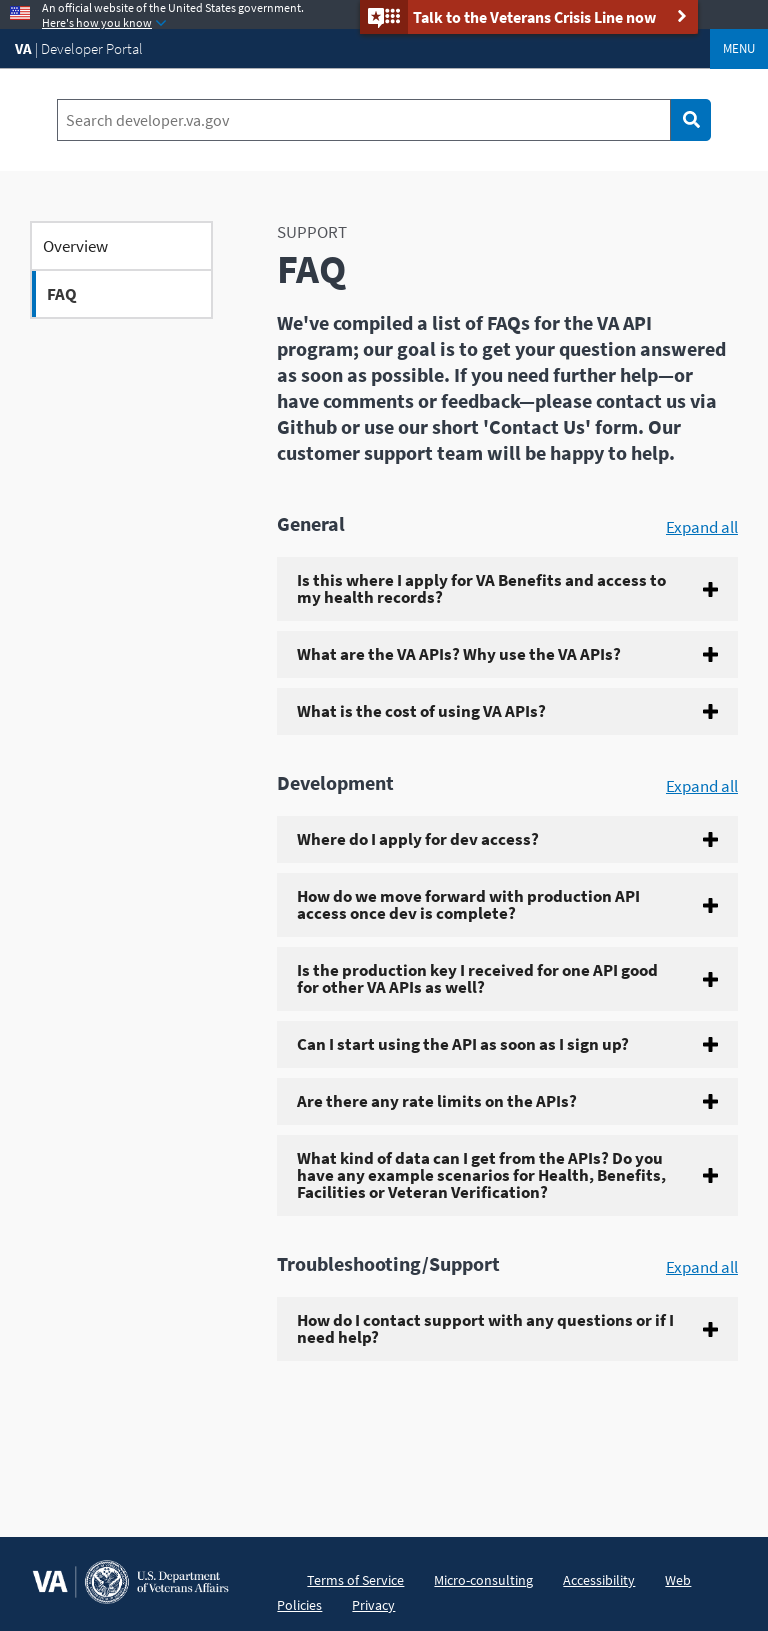 An official website of the United States government.
Here's how you know
Talk to the Veterans Crisis Line now
VA | Developer Portal
MENU
Search developer.va.gov
Overview
FAQ
SUPPORT
FAQ
We've compiled a list of FAQs for the VA API
program; our goal is to get your question answered
as soon as possible. If you need further help—or
have comments or feedback—please contact us via
Github or use our short 'Contact Us' form. Our
customer support team will be happy to help.
General
Expand all
Is this where I apply for VA Benefits and access to
my health records?
What are the VA APIs? Why use the VA APIs?
What is the cost of using VA APIs?
Development
Expand all
Where do I apply for dev access?
How do we move forward with production API
access once dev is complete?
Is the production key I received for one API good
for other VA APIs as well?
Can I start using the API as soon as I sign up?
Are there any rate limits on the APIs?
What kind of data can I get from the APIs? Do you
have any example scenarios for Health, Benefits,
Facilities or Veteran Verification?
Troubleshooting/Support
Expand all
How do I contact support with any questions or if I
need help?
VA
U.S. Department
of Veterans Affairs
Terms of Service Micro-consulting Accessibility Web
Policies Privacy